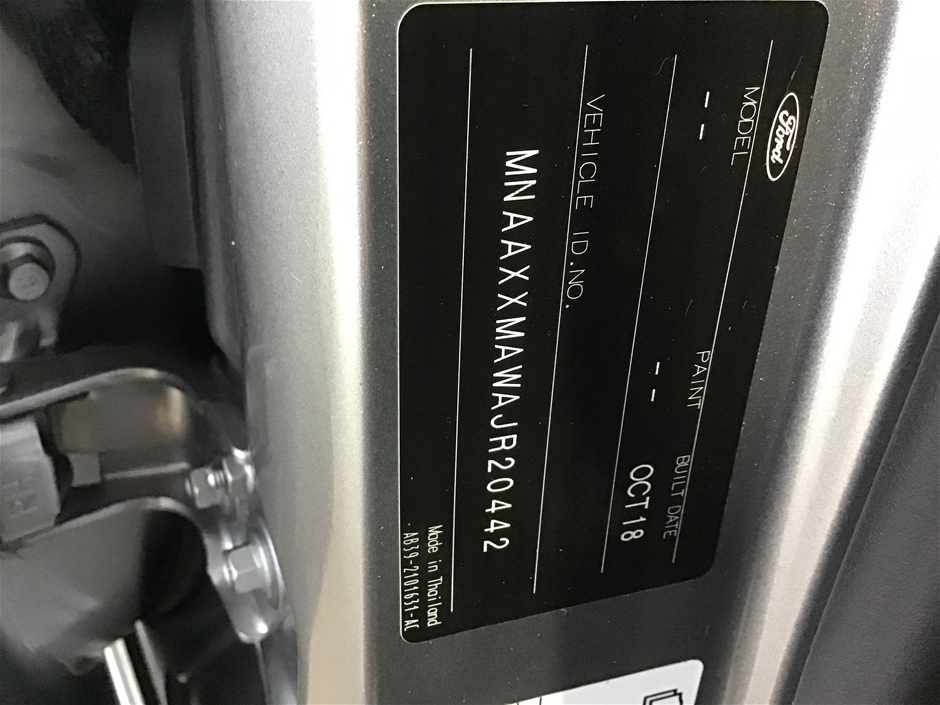 Ford
MODEL PAINT BUILT DATE
-- -- OCT18
VEHICLE ID.NO.
MNAAXXMAWAJR20442
Made in Thailand
AB39-2101631-AC